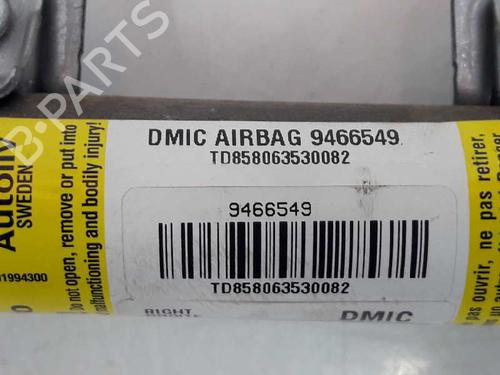 B-PARTS
DMIC AIRBAG 9466549
TD858063530082
9466549
TD858063530082
RIGHT
DMIC
Autoliv
SWEDEN
01994300
Do not open, remove or put into
malfunctioning and bodily injury!
pas ouvrir, ne pas retirer,